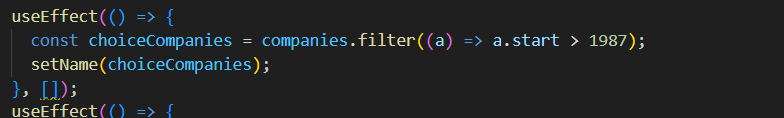 useEffect(() => {
const choiceCompanies = companies.filter((a) => a.start > 1987);
setName(choiceCompanies);
}, []);
useEffect(() => {